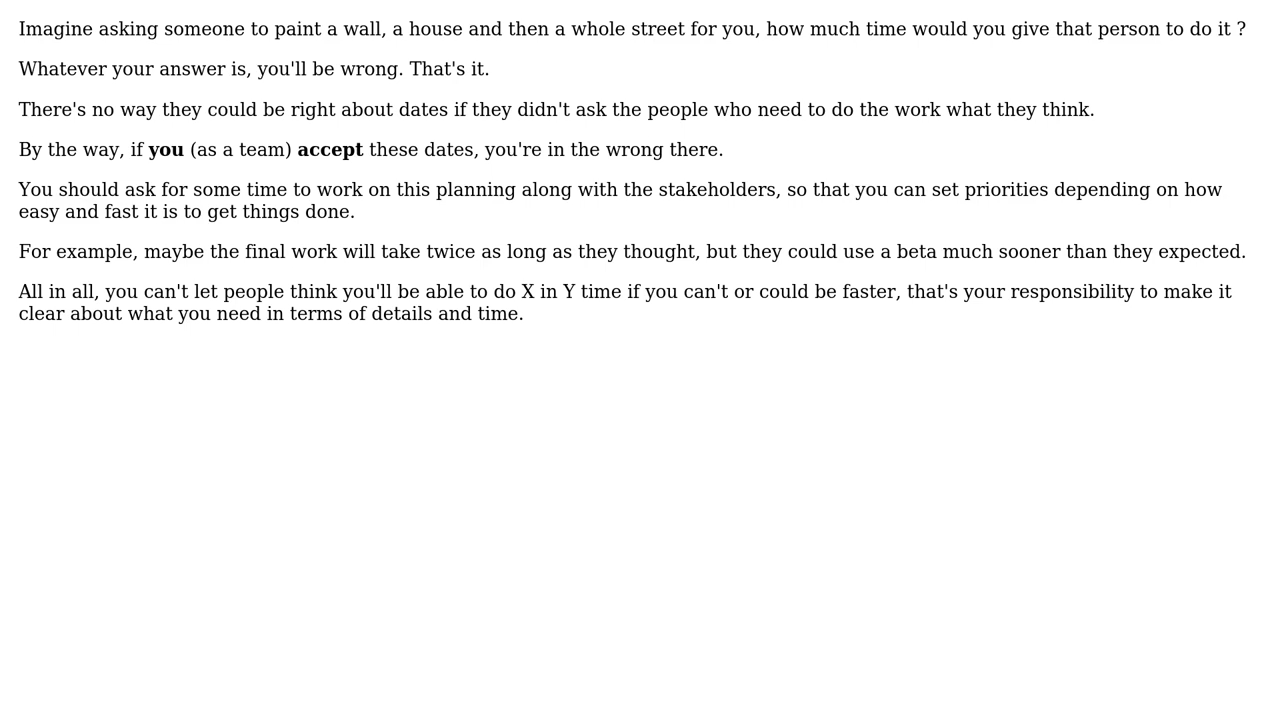 Imagine asking someone to paint a wall, a house and then a whole street for you, how much time would you give that person to do it ?
Whatever your answer is, you'll be wrong. That's it.
There's no way they could be right about dates if they didn't ask the people who need to do the work what they think.
By the way, if you (as a team) accept these dates, you're in the wrong there.
You should ask for some time to work on this planning along with the stakeholders, so that you can set priorities depending on how
easy and fast it is to get things done.
For example, maybe the final work will take twice as long as they thought, but they could use a beta much sooner than they expected.
All in all, you can't let people think you'll be able to do X in Y time if you can't or could be faster, that's your responsibility to make it
clear about what you need in terms of details and time.